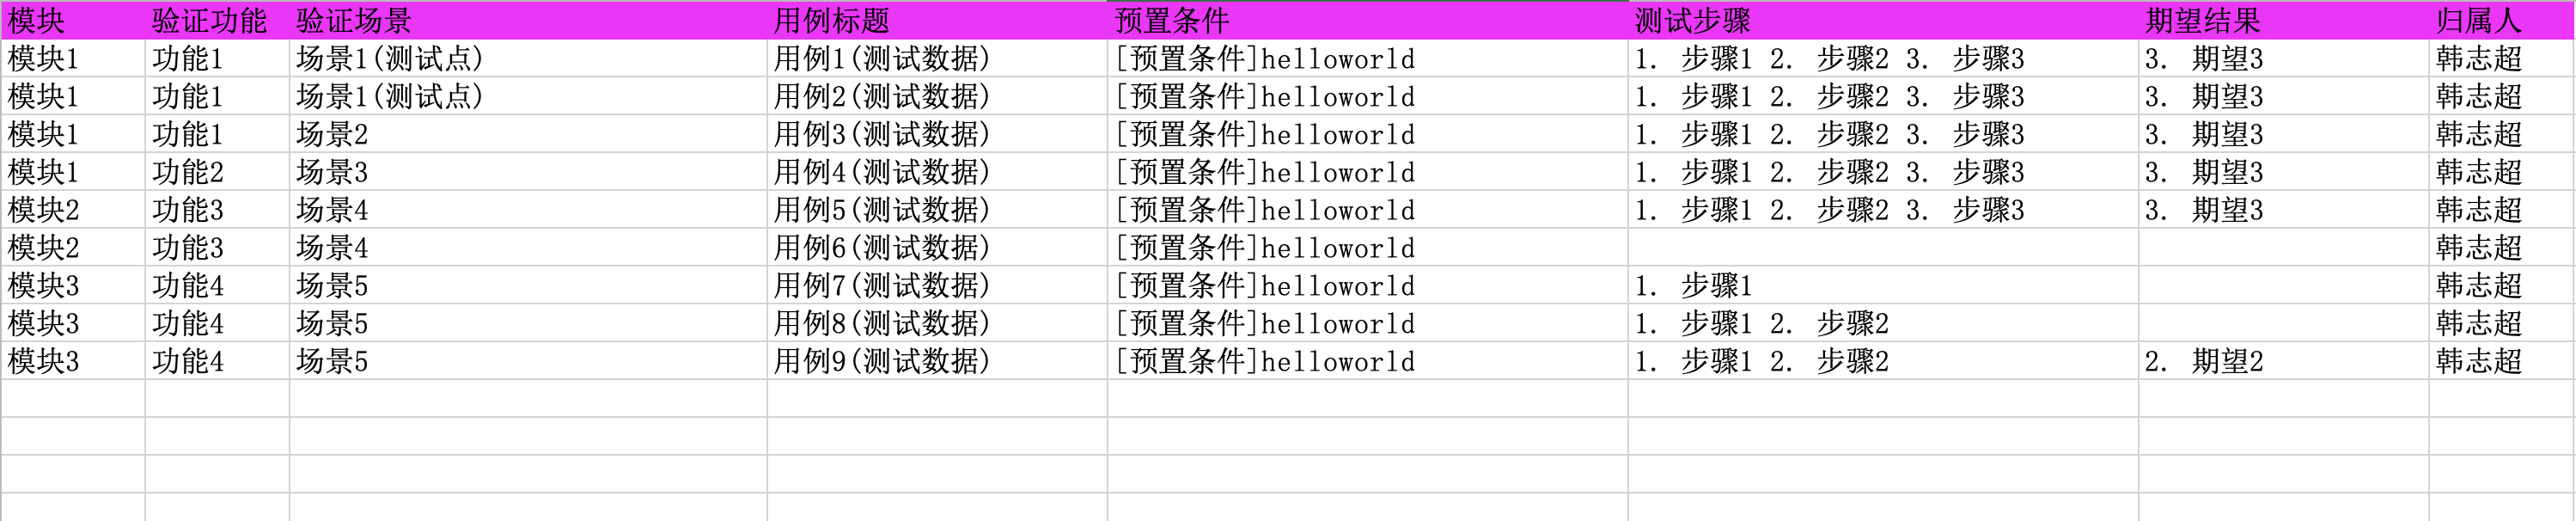 模块 验证功能 验证场景 用例标题 预置条件 测试步骤 期望结果 归属人
模块1 功能1 场景1(测试点) 用例1(测试数据) [预置条件]helloworld 1. 步骤1 2. 步骤2 3. 步骤3 3. 期望3 韩志超
模块1 功能1 场景1(测试点) 用例2(测试数据) [预置条件]helloworld 1. 步骤1 2. 步骤2 3. 步骤3 3. 期望3 韩志超
模块1 功能1 场景2 用例3(测试数据) [预置条件]helloworld 1. 步骤1 2. 步骤2 3. 步骤3 3. 期望3 韩志超
模块1 功能2 场景3 用例4(测试数据) [预置条件]helloworld 1. 步骤1 2. 步骤2 3. 步骤3 3. 期望3 韩志超
模块2 功能3 场景4 用例5(测试数据) [预置条件]helloworld 1. 步骤1 2. 步骤2 3. 步骤3 3. 期望3 韩志超
模块2 功能3 场景4 用例6(测试数据) [预置条件]helloworld 韩志超
模块3 功能4 场景5 用例7(测试数据) [预置条件]helloworld 1. 步骤1 韩志超
模块3 功能4 场景5 用例8(测试数据) [预置条件]helloworld 1. 步骤1 2. 步骤2 韩志超
模块3 功能4 场景5 用例9(测试数据) [预置条件]helloworld 1. 步骤1 2. 步骤2 2. 期望2 韩志超